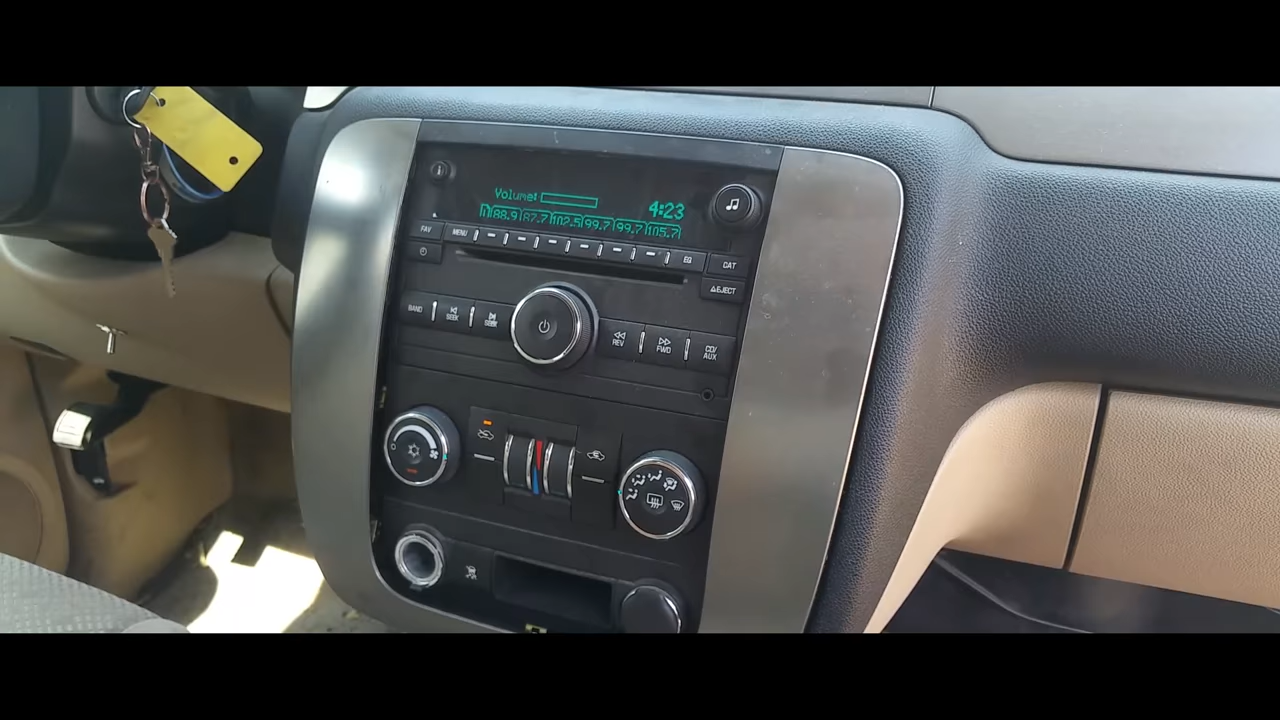 Volume:
4:23
88.9 87.7 102.5 99.7 99.7 105.7
FAV
MENU
EQ
CAT
EJECT
BAND
SEEK
SEEK
REV
FWD
CD/
AUX